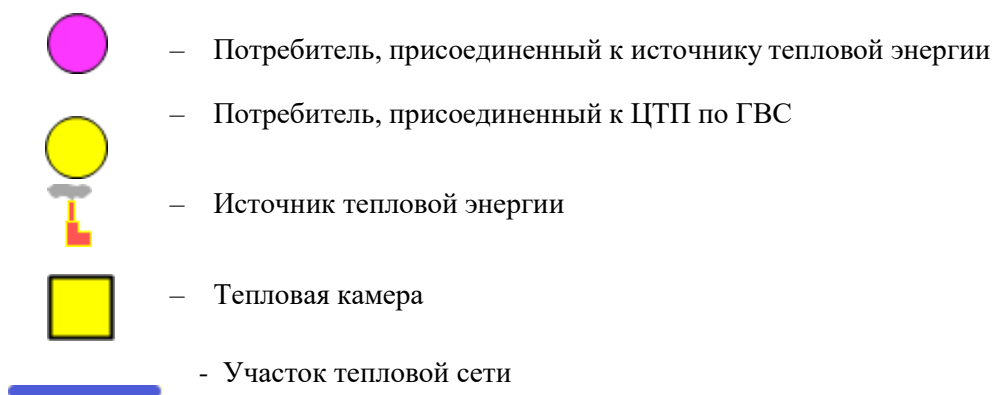 – Потребитель, присоединенный к источнику тепловой энергии
– Потребитель, присоединенный к ЦТП по ГВС
– Источник тепловой энергии
– Тепловая камера
- Участок тепловой сети